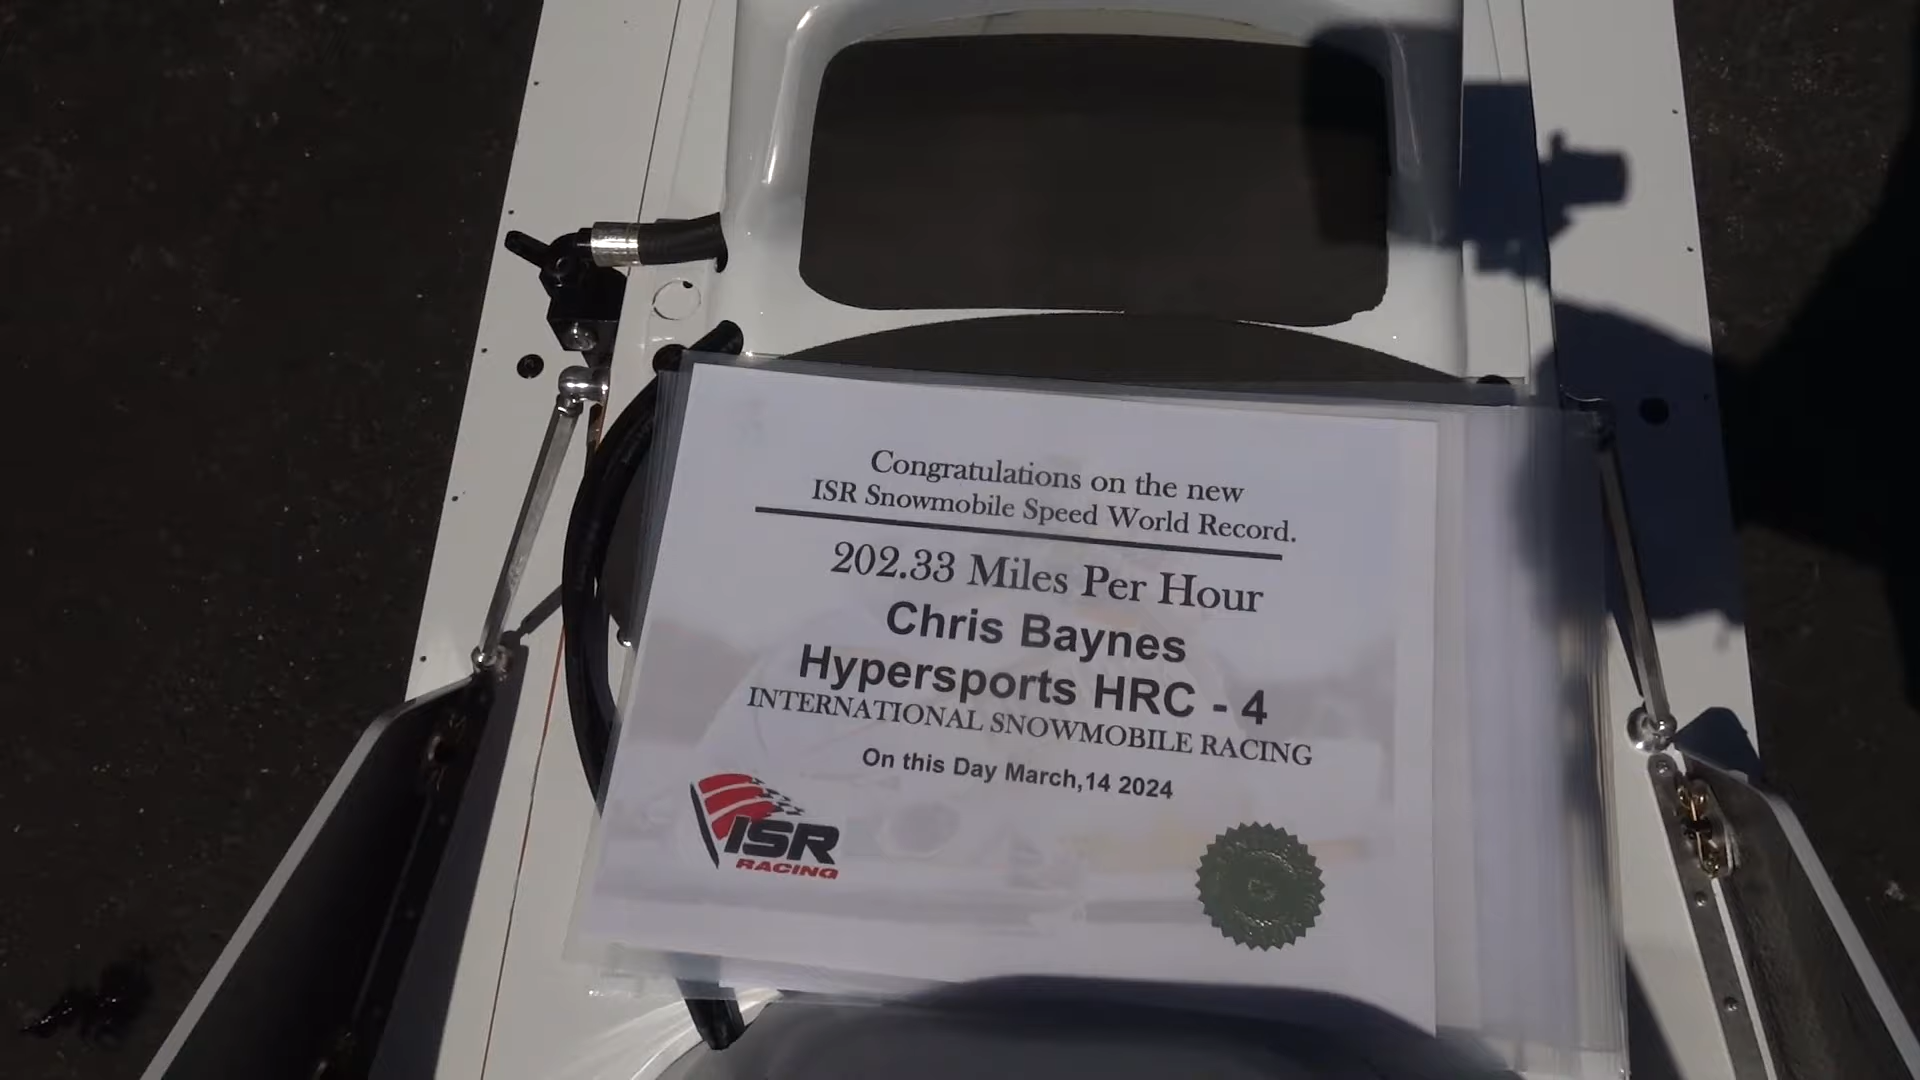 Congratulations on the new
ISR Snowmobile Speed World Record.
202.33 Miles Per Hour
Chris Baynes
Hypersports HRC - 4
INTERNATIONAL SNOWMOBILE RACING
On this Day March,14 2024
ISR
RACING